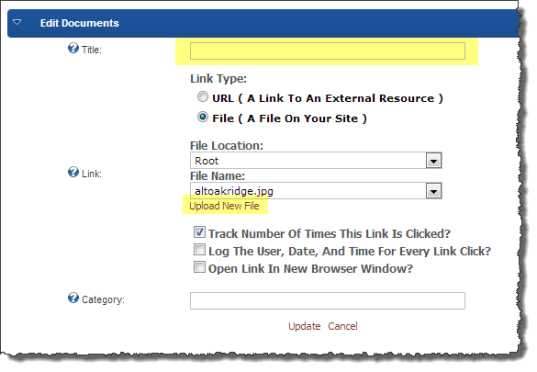 Edit Documents
Title:
Link Type:
URL ( A Link To An External Resource )
File ( A File On Your Site )
File Location:
Root
Link:
File Name:
altoakridge.jpg
Upload New File
Track Number Of Times This Link Is Clicked?
Log The User, Date, And Time For Every Link Click?
Open Link In New Browser Window?
Category:
Update Cancel